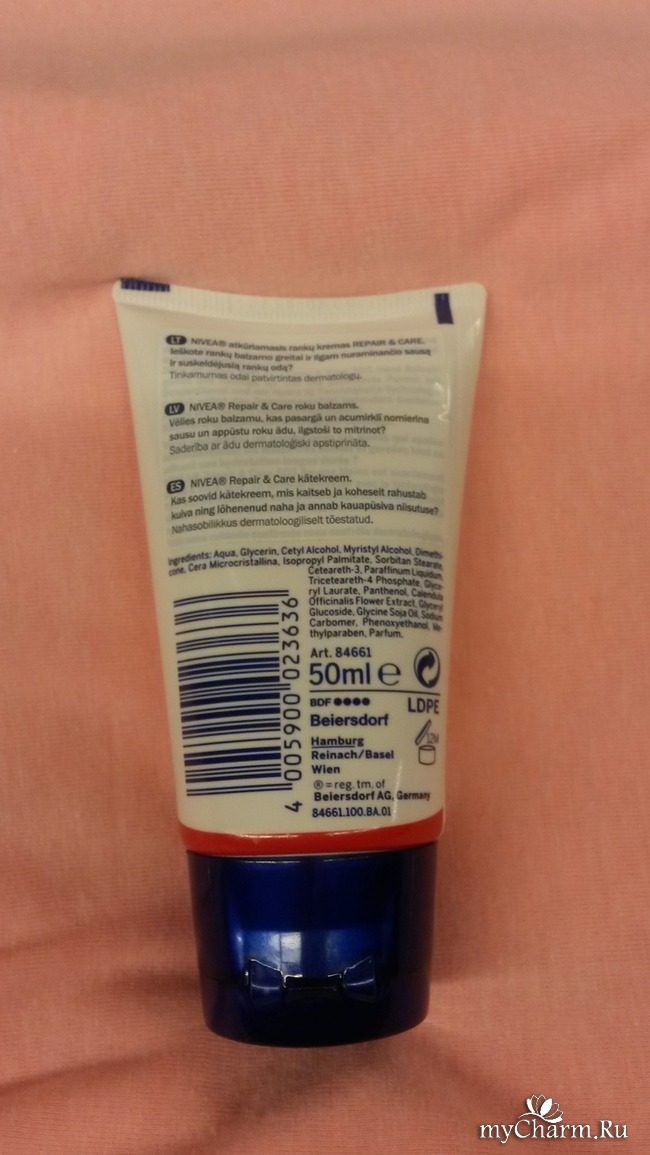 LT NIVEA® atkūriamasis rankų kremas REPAIR & CARE.
Ieškote rankų balzamo greitai ir ilgam nuraminančio sausą
ir suskeldėjusią rankų odą?
Tinkamumas odai patvirtintas dermatologų.
LV NIVEA® Repair & Care roku balzams.
Vēlies roku balzamu, kas pasargā un acumirklī nomierina
sausu un appūstu roku ādu, ilgstoši to mitrinot?
Saderība ar ādu dermatoloģiski apstiprināta.
ES NIVEA® Repair & Care kätekreem.
Kas soovid kätekreem, mis kaitseb ja koheselt rahustab
kuiva ning lõhenenud naha ja annab kauapüsiva niisutuse?
Nahasobilikkus dermatoloogiliselt tõestatud.
Ingredients: Aqua, Glycerin, Cetyl Alcohol, Myristyl Alcohol, Dimethi-
cone, Cera Microcristallina, Isopropyl Palmitate, Sorbitan Stearate,
Ceteareth-3, Paraffinum Liquidum,
Triceteareth-4 Phosphate, Glyce-
ryl Laurate, Panthenol, Calendula
Officinalis Flower Extract, Glyceryl
Glucoside, Glycine Soja Oil, Sodium
Carbomer, Phenoxyethanol, Me-
thylparaben, Parfum.
4 005900 023636
Art. 84661
50ml e
LDPE
BDF ●●●●
Beiersdorf
12M
Hamburg
Reinach/Basel
Wien
® = reg. tm. of
Beiersdorf AG, Germany
84661.100.BA.01
myCharm.Ru